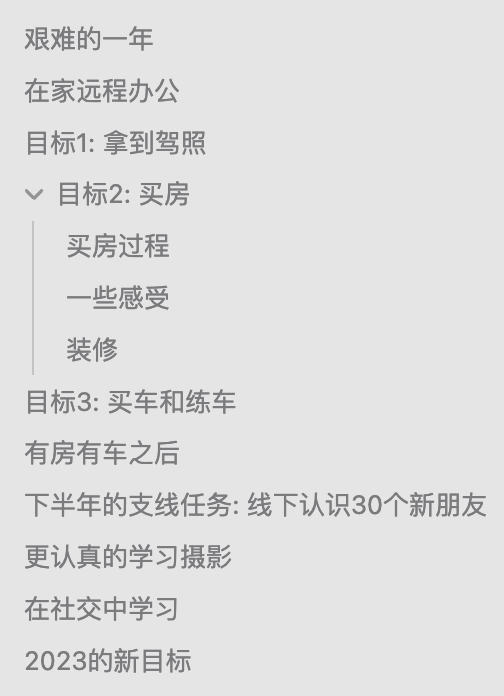 艰难的一年
在家远程办公
目标1: 拿到驾照
目标2: 买房
买房过程
一些感受
装修
目标3: 买车和练车
有房有车之后
下半年的支线任务: 线下认识30个新朋友
更认真的学习摄影
在社交中学习
2023的新目标